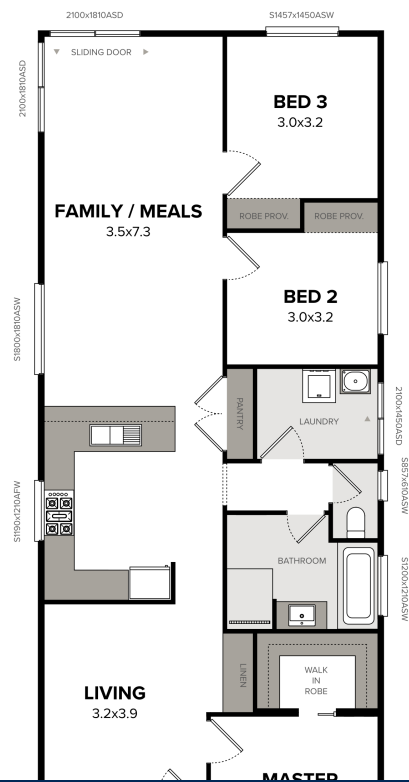 2100x1810ASD
S1457x1450ASW
SLIDING DOOR
2100x1810ASD
BED 3
3.0x3.2
FAMILY / MEALS
3.5x7.3
ROBE PROV.
ROBE PROV.
BED 2
3.0x3.2
S1800x1810ASW
PANTRY
LAUNDRY
2100x1450ASD
S857x610ASW
S1190x1210AFW
BATHROOM
S1200x1210ASW
LIVING
3.2x3.9
LINEN
WALK
IN
ROBE
MASTER